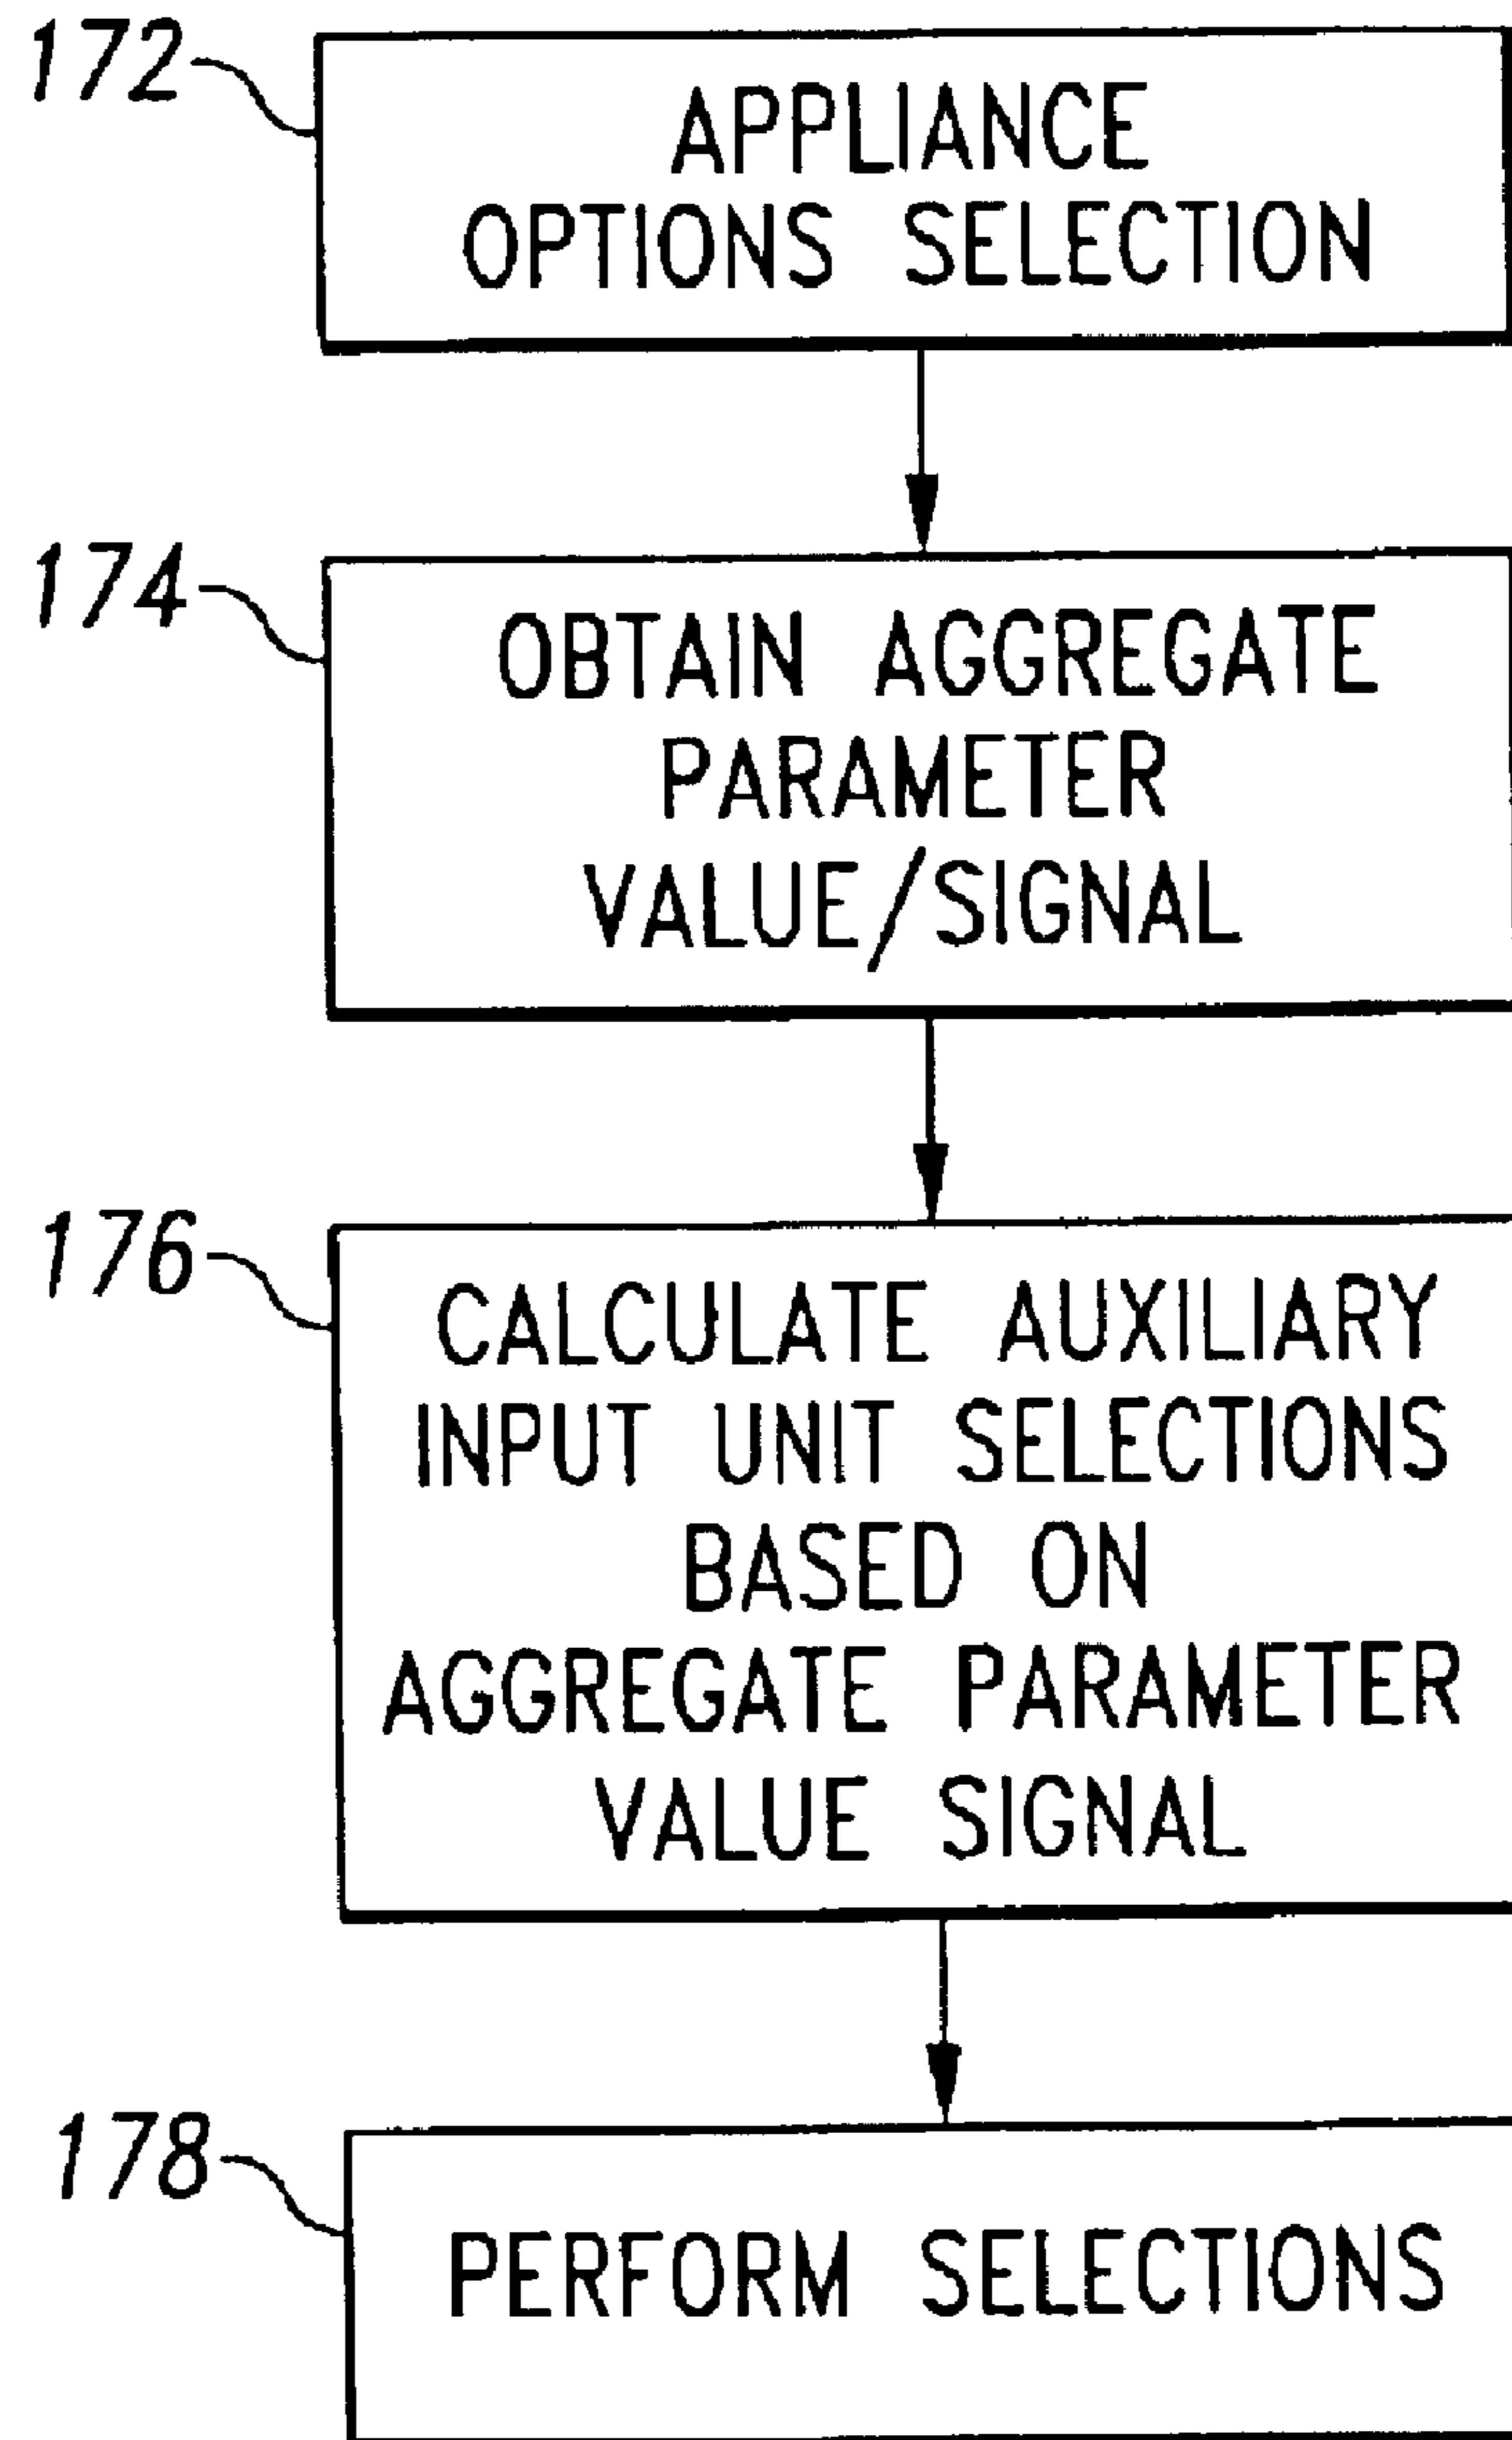 172
APPLIANCE
OPTIONS SELECTION
174
OBTAIN AGGREGATE
PARAMETER
VALUE/SIGNAL
176
CALCULATE AUXILIARY
INPUT UNIT SELECTIONS
BASED ON
AGGREGATE PARAMETER
VALUE SIGNAL
178
PERFORM SELECTIONS